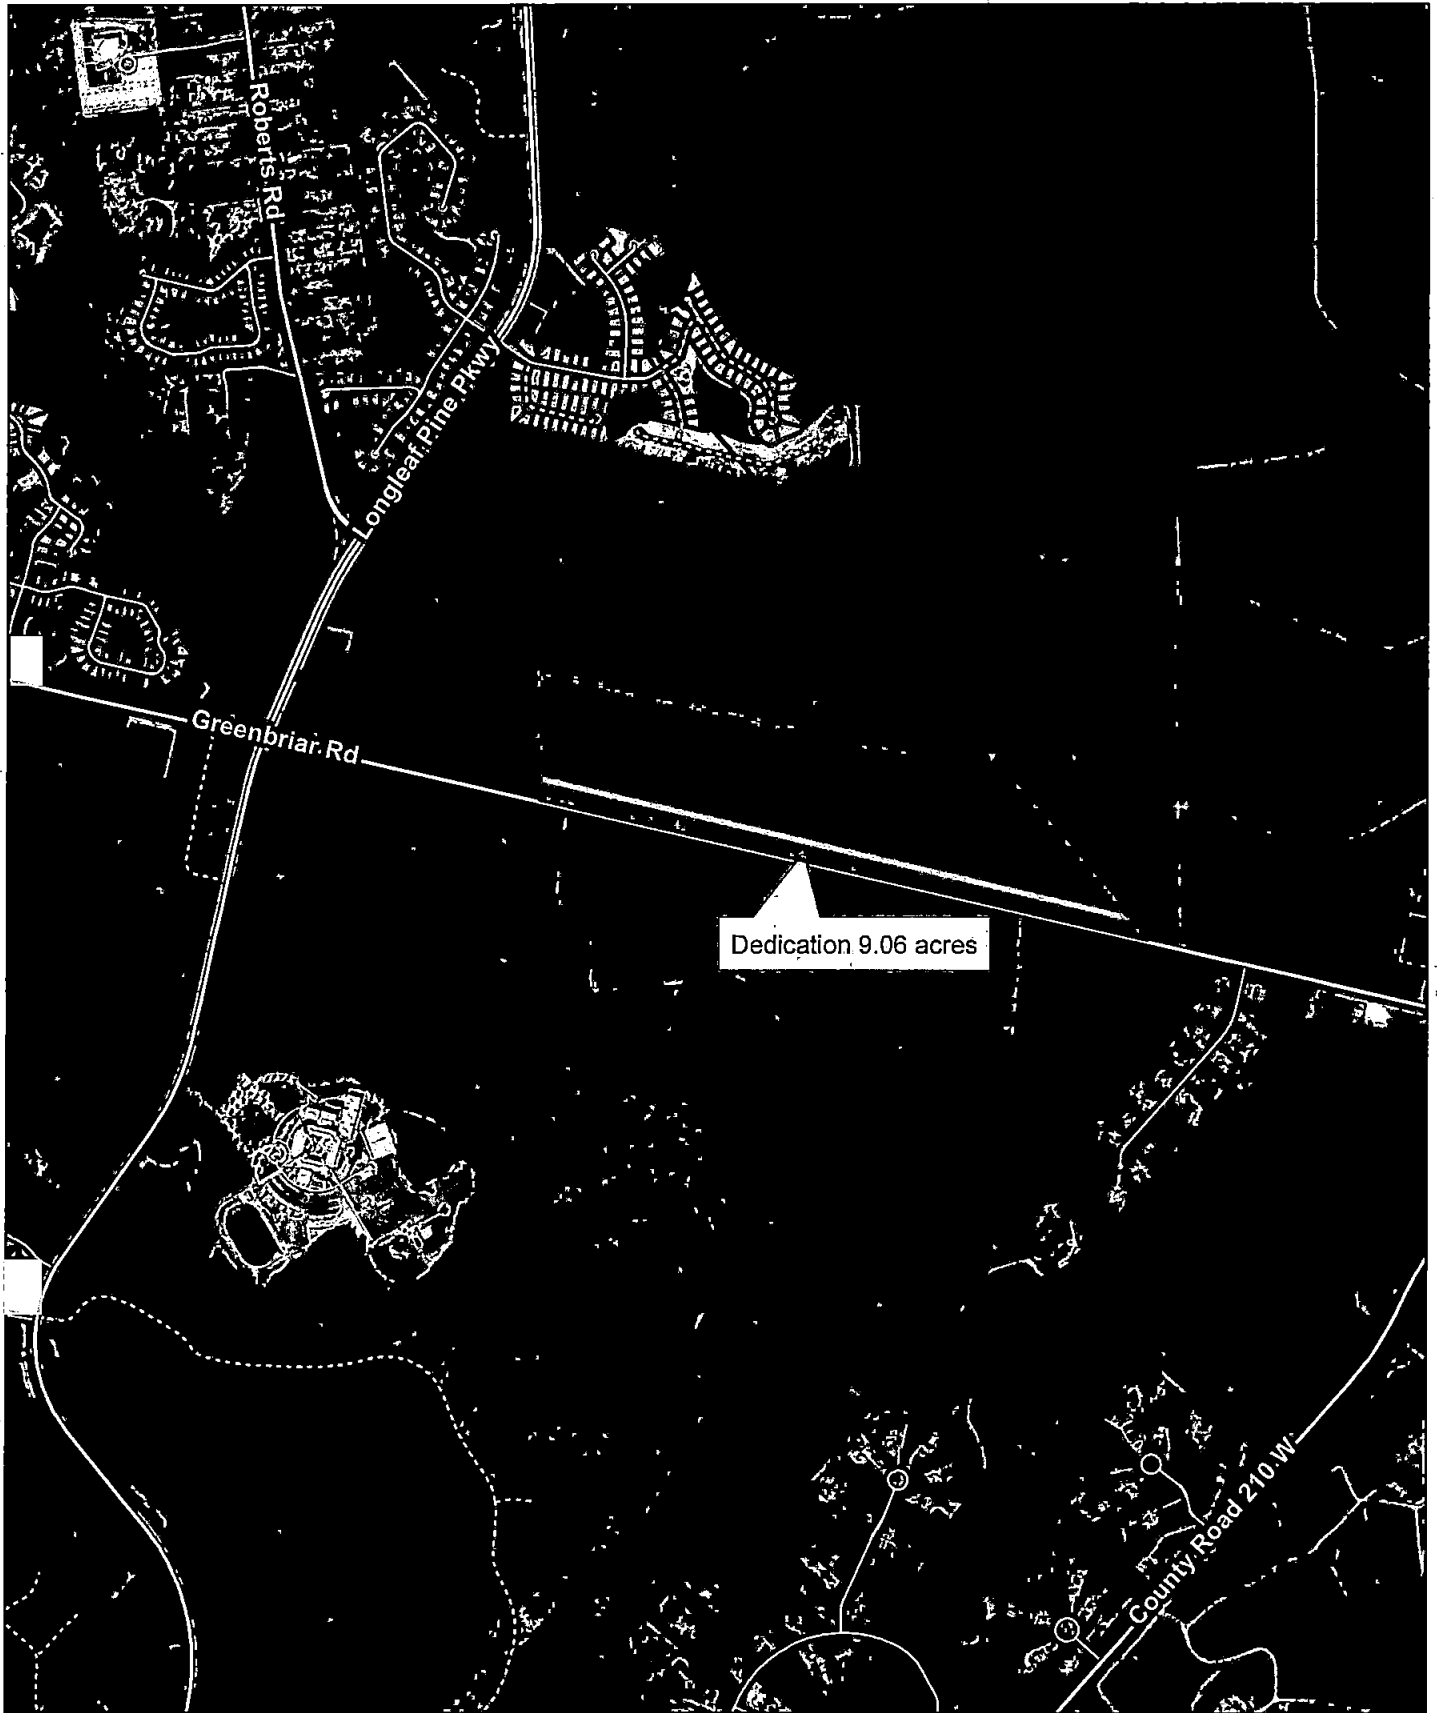 Roberts Rd
Longleaf Pine Pkwy
Greenbriar Rd
Dedication 9.06 acres
County Road 210 W